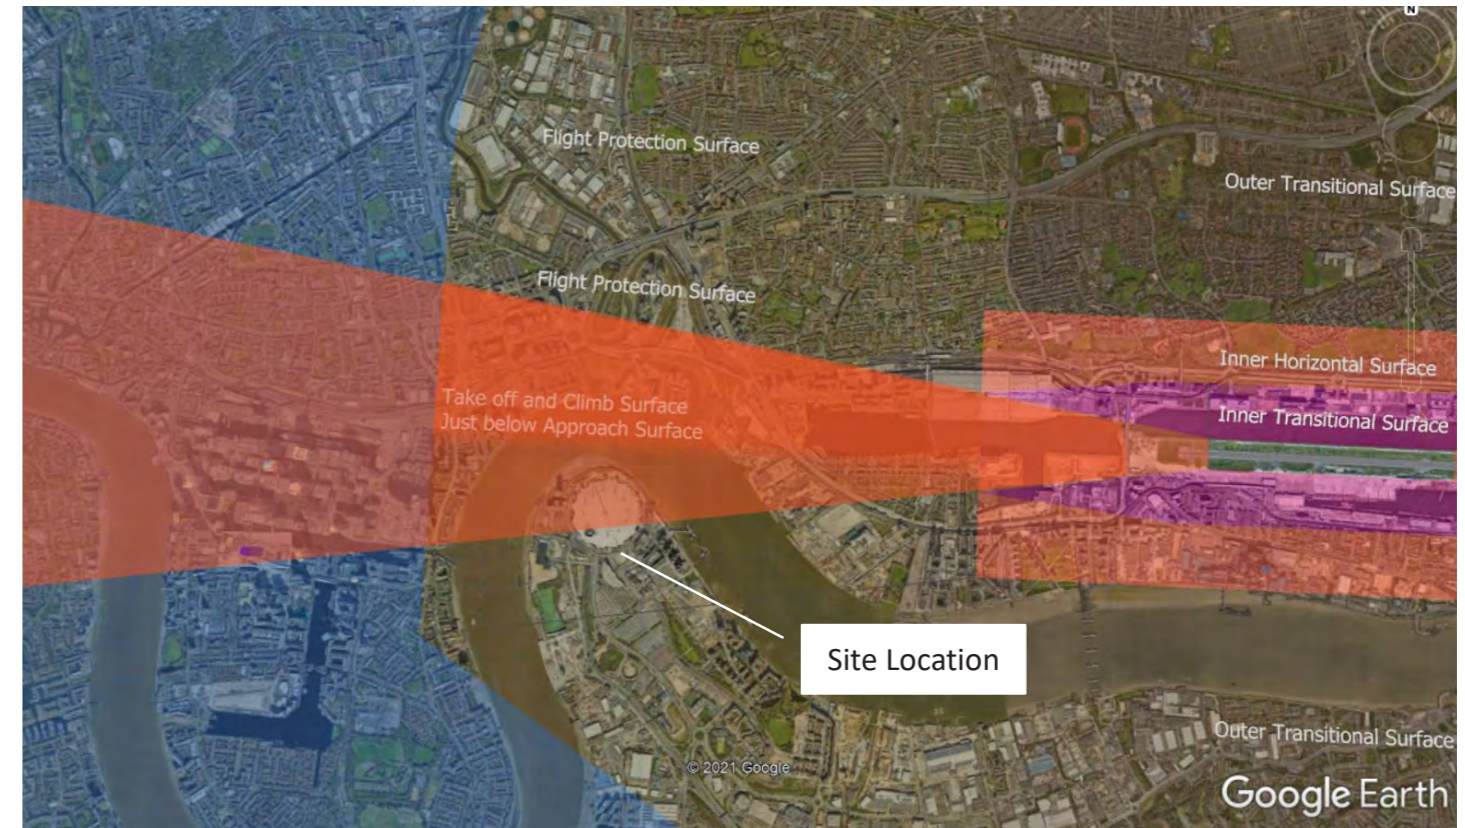 N
Flight Protection Surface
Outer Transitional Surface
Flight Protection Surface
Inner Horizontal Surface
Take off and Climb Surface
Just below Approach Surface
Inner Transitional Surface
Site Location
Outer Transitional Surface
© 2021 Google
Google Earth